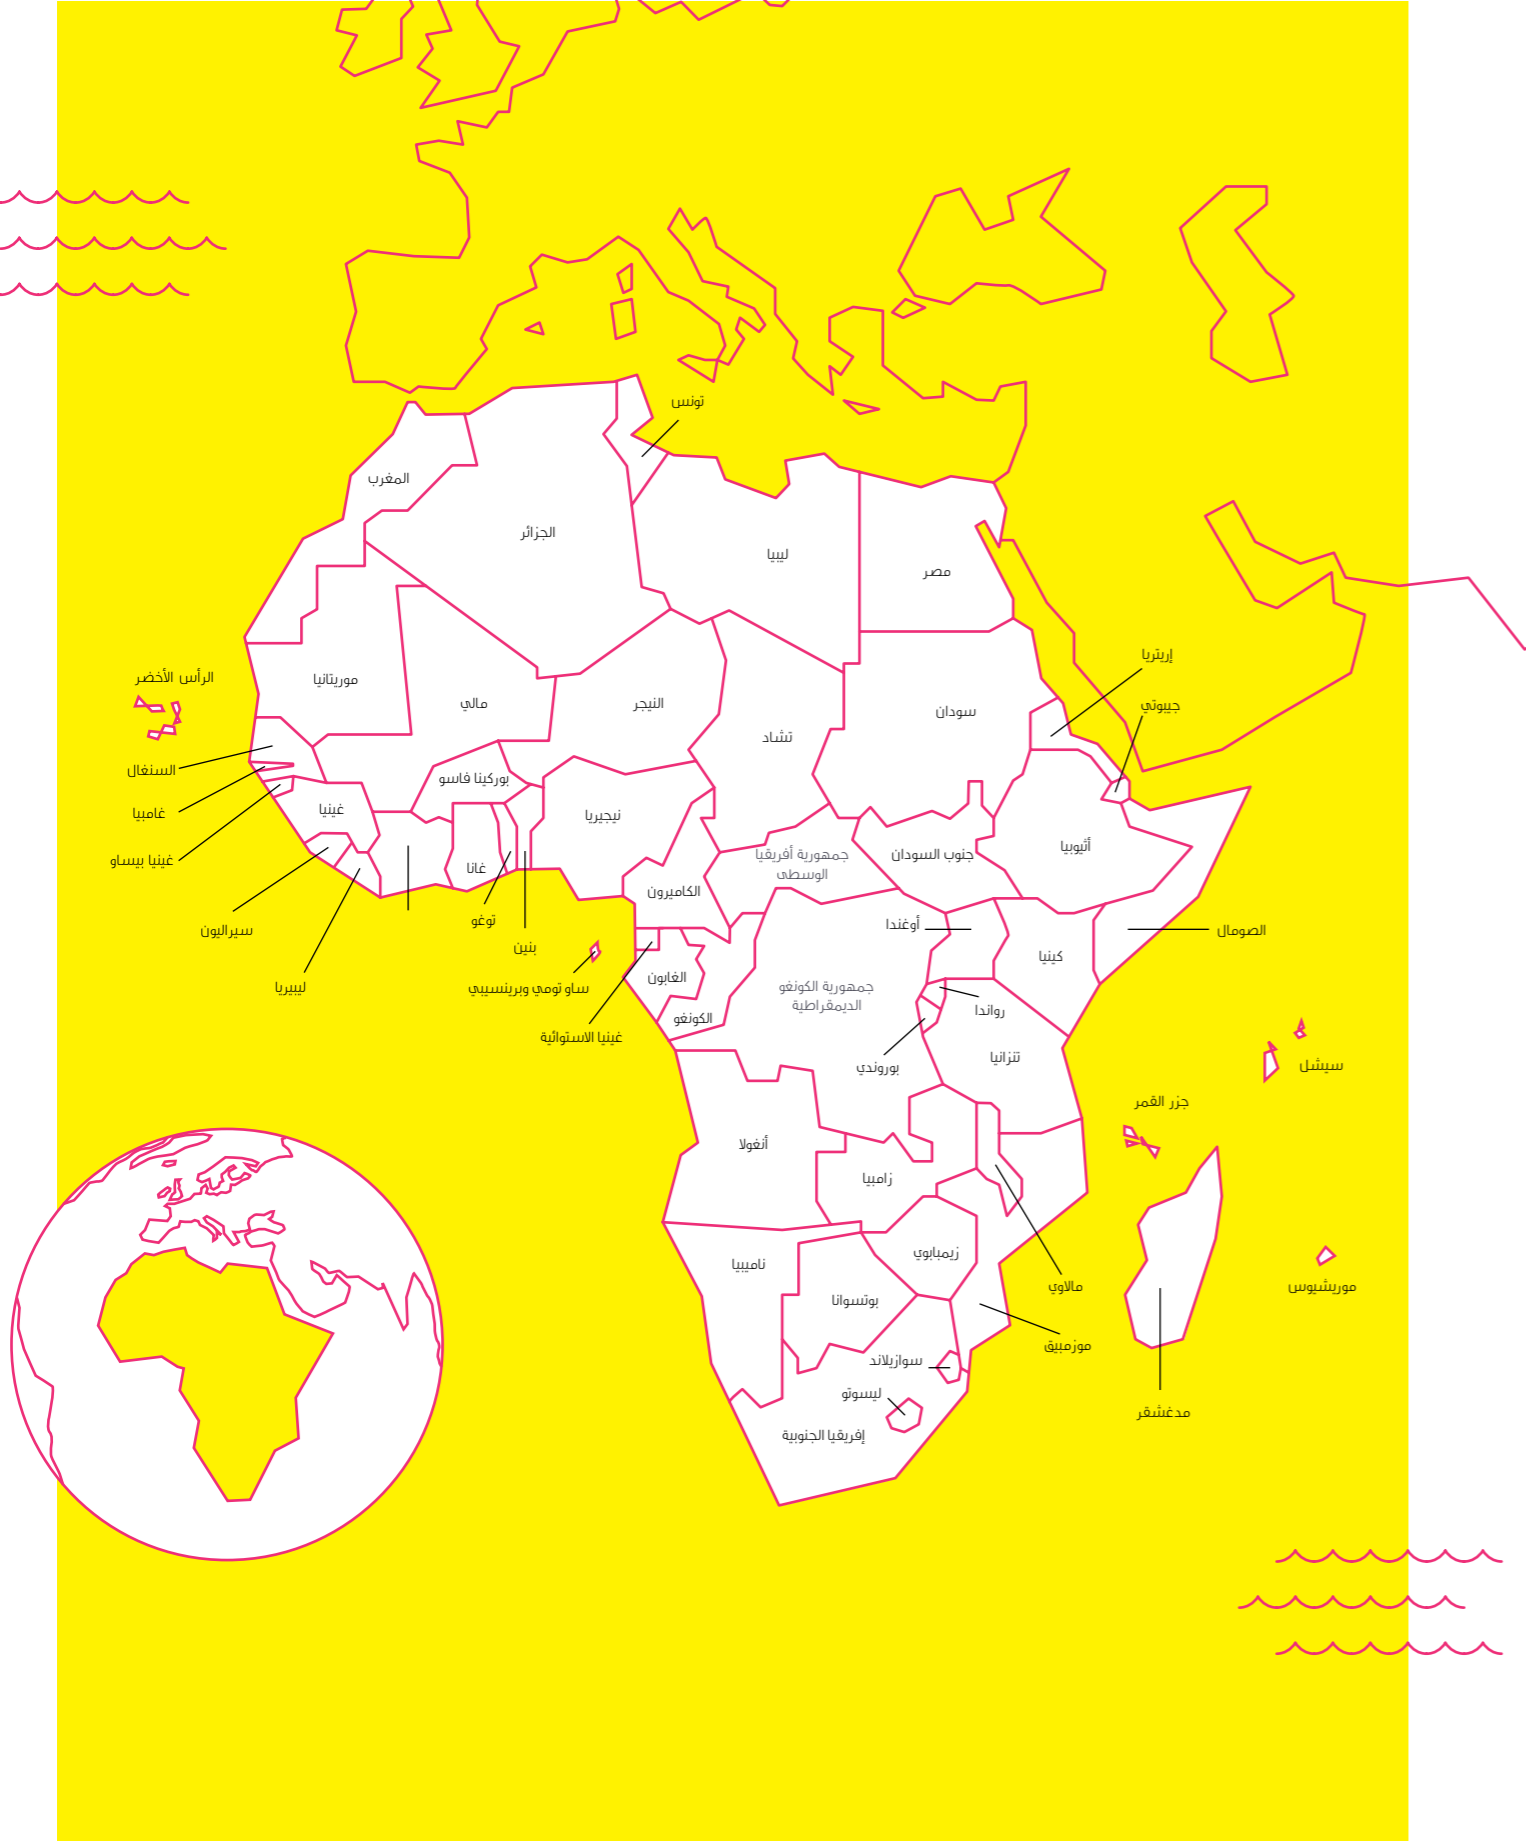 تونس
المغرب
الجزائر
ليبيا
مصر
إريتريا
الرأس الأخضر
موريتانيا
مالي
النيجر
سودان
جيبوتي
تشاد
السنغال
بوركينا فاسو
غامبيا
غينيا
نيجيريا
أثيوبيا
غينيا بيساو
غانا
جمهورية أفريقيا
الوسطى
جنوب السودان
الكاميرون
سيراليون
توغو
أوغندا
الصومال
بنين
كينيا
ليبيريا
ساو تومي وبرينسيبي
الغابون
جمهورية الكونغو
الديمقراطية
رواندا
الكونغو
غينيا الاستوائية
بوروندي
تنزانيا
سيشل
جزر القمر
أنغولا
زامبيا
زيمبابوي
ناميبيا
مالاوي
موريشيوس
بوتسوانا
موزمبيق
سوازيلاند
ليسوتو
مدغشقر
إفريقيا الجنوبية